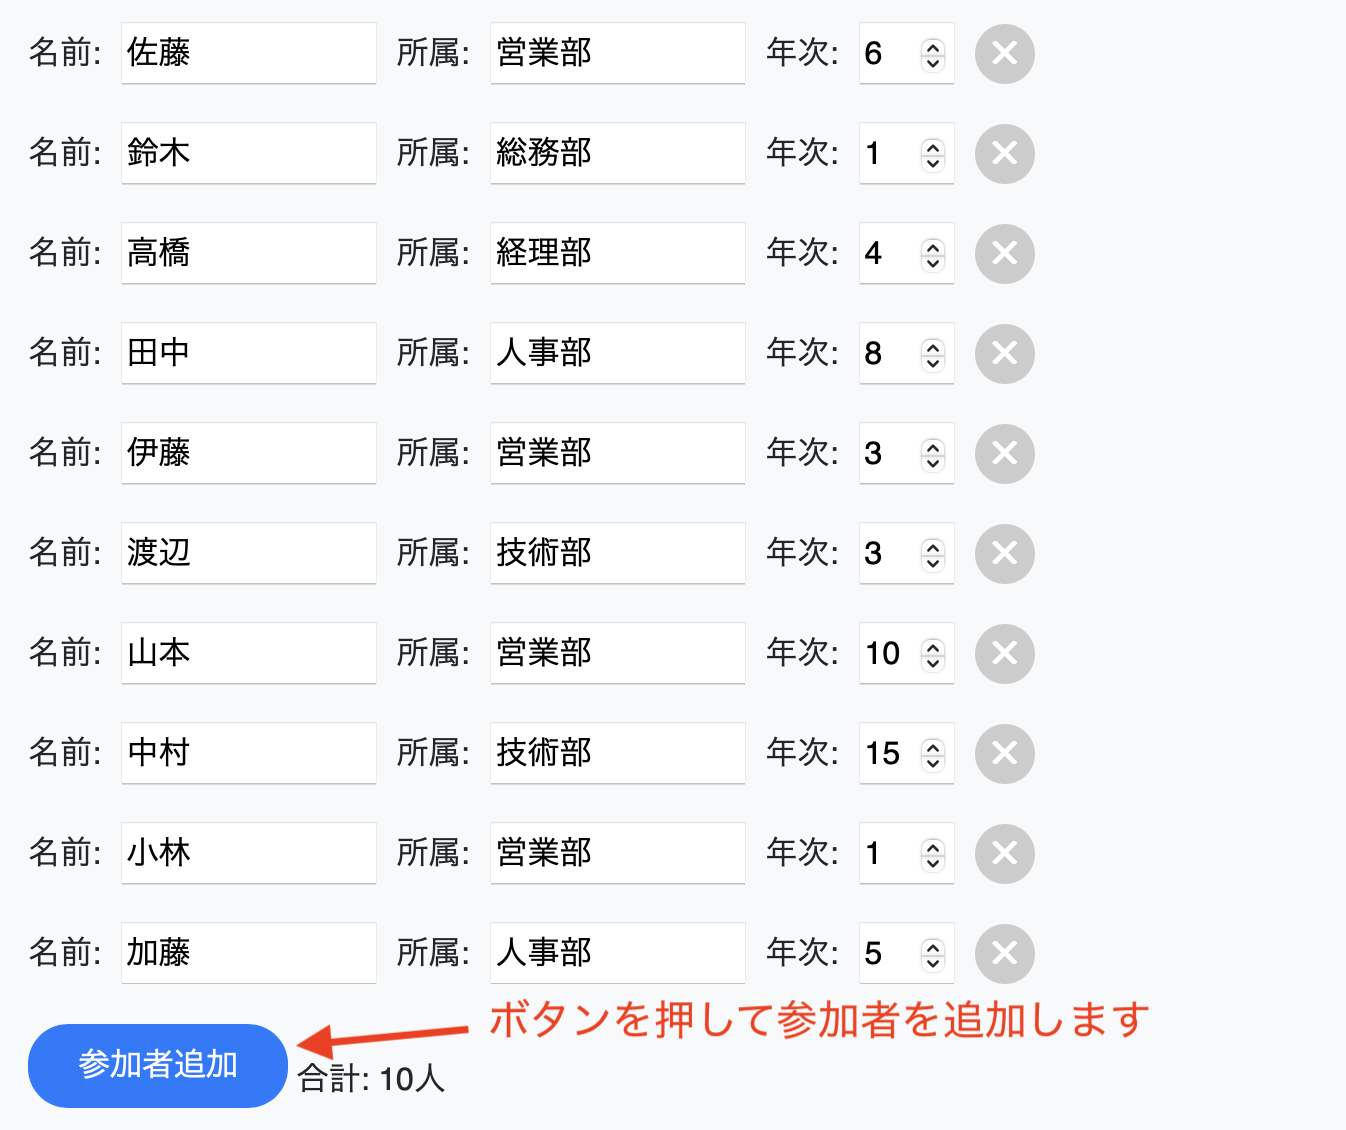 名前: 佐藤 所属: 営業部 年次: 6
名前: 鈴木 所属: 総務部 年次: 1
名前: 高橋 所属: 経理部 年次: 4
名前: 田中 所属: 人事部 年次: 8
名前: 伊藤 所属: 営業部 年次: 3
名前: 渡辺 所属: 技術部 年次: 3
名前: 山本 所属: 営業部 年次: 10
名前: 中村 所属: 技術部 年次: 15
名前: 小林 所属: 営業部 年次: 1
名前: 加藤 所属: 人事部 年次: 5
ボタンを押して参加者を追加します
参加者追加 合計: 10人